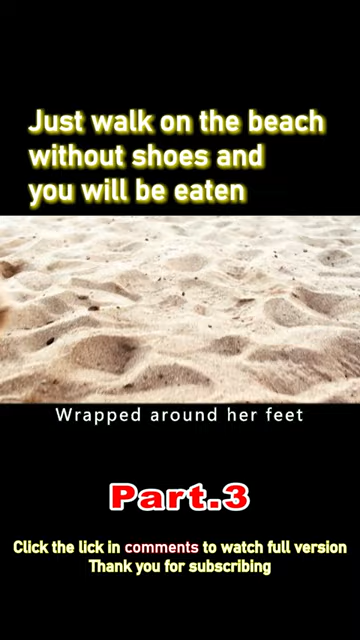 Just walk on the beach
without shoes and
you will be eaten
Wrapped around her feet
Part.3
Click the lick in comments to watch full version
Thank you for subscribing